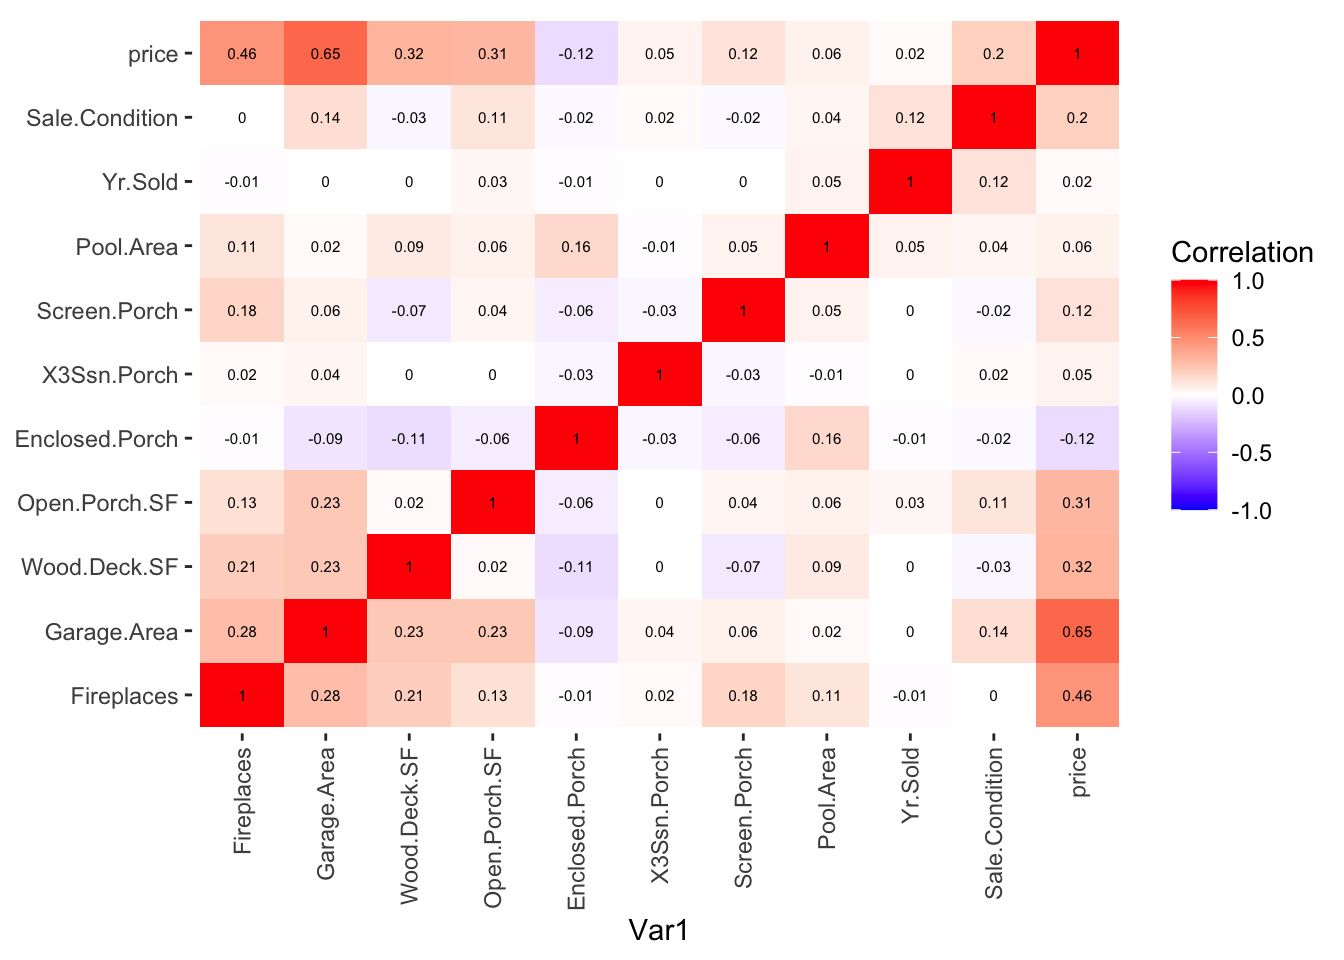 price 0.46 0.65 0.32 0.31 -0.12 0.05 0.12 0.06 0.02 0.2 1
Sale.Condition 0 0.14 -0.03 0.11 -0.02 0.02 -0.02 0.04 0.12 1 0.2
Yr.Sold -0.01 0 0 0.03 -0.01 0 0 0.05 1 0.12 0.02
Pool.Area 0.11 0.02 0.09 0.06 0.16 -0.01 0.05 1 0.05 0.04 0.06
Screen.Porch 0.18 0.06 -0.07 0.04 -0.06 -0.03 1 0.05 0 -0.02 0.12
X3Ssn.Porch 0.02 0.04 0 0 -0.03 1 -0.03 -0.01 0 0.02 0.05
Enclosed.Porch -0.01 -0.09 -0.11 -0.06 1 -0.03 -0.06 0.16 -0.01 -0.02 -0.12
Open.Porch.SF 0.13 0.23 0.02 1 -0.06 0 0.04 0.06 0.03 0.11 0.31
Wood.Deck.SF 0.21 0.23 1 0.02 -0.11 0 -0.07 0.09 0 -0.03 0.32
Garage.Area 0.28 1 0.23 0.23 -0.09 0.04 0.06 0.02 0 0.14 0.65
Fireplaces 1 0.28 0.21 0.13 -0.01 0.02 0.18 0.11 -0.01 0 0.46
Fireplaces
Garage.Area
Wood.Deck.SF
Open.Porch.SF
Enclosed.Porch
X3Ssn.Porch
Screen.Porch
Pool.Area
Yr.Sold
Sale.Condition
price
Var1
Correlation
1.0
0.5
0.0
-0.5
-1.0